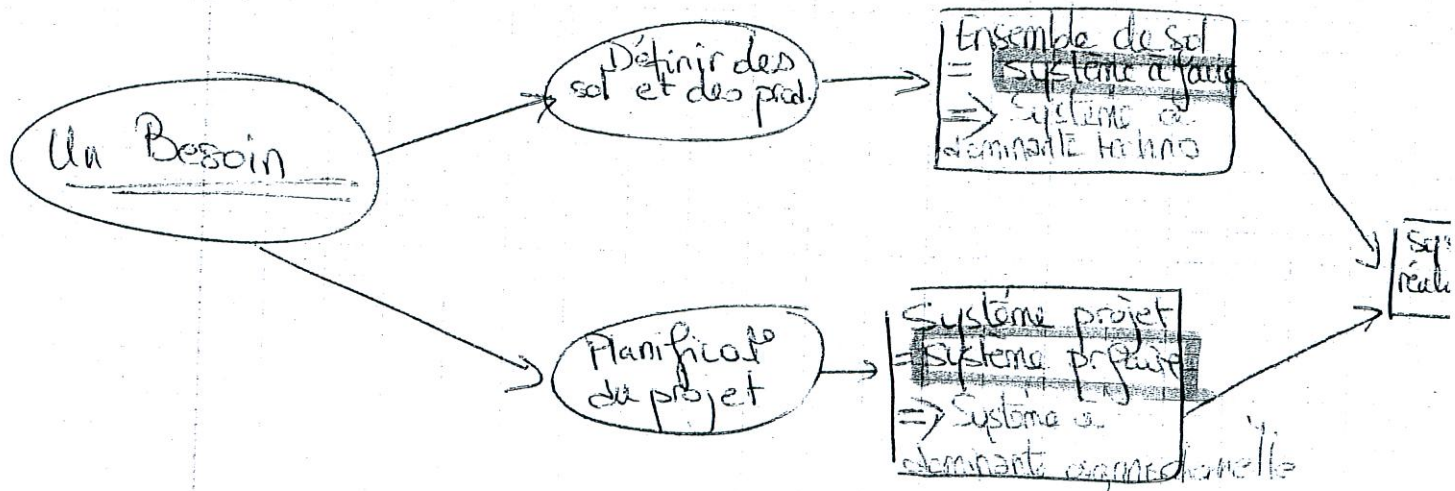 Un Besoin
Définir des
sol et des prod.
Ensemble de sol
= système à faire
=> Système à
dominante techno
Planificat°
du projet
Système projet
= système pr faire
=> Système à
dominante organisationnelle